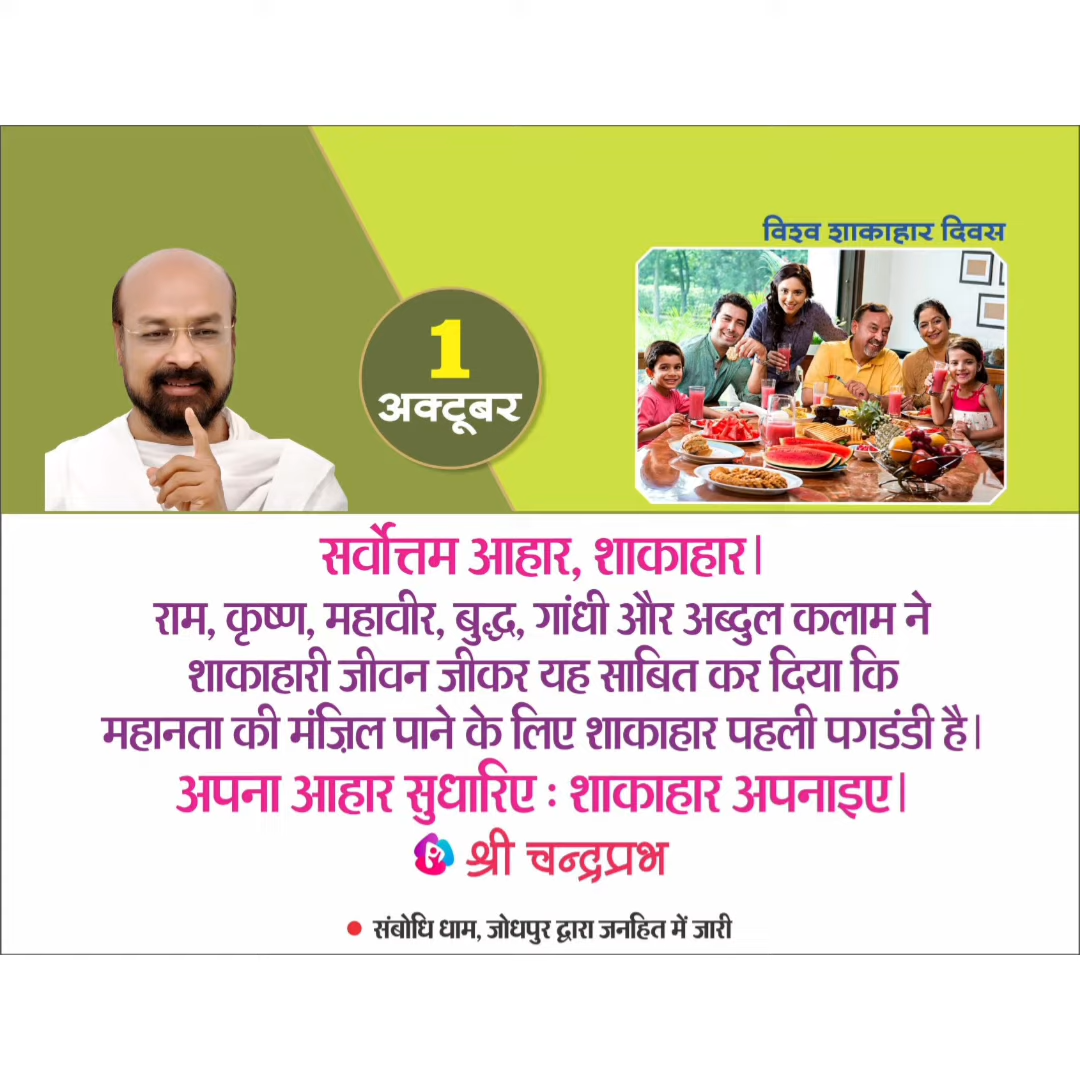 विश्व शाकाहार दिवस
1
अक्टूबर
सर्वोत्तम आहार, शाकाहार।
राम, कृष्ण, महावीर, बुद्ध, गांधी और अब्दुल कलाम ने
शाकाहारी जीवन जीकर यह साबित कर दिया कि
महानता की मंज़िल पाने के लिए शाकाहार पहली पगडंडी है।
अपना आहार सुधारिए : शाकाहार अपनाइए।
श्री चन्द्रप्रभ
• संबोधि धाम, जोधपुर द्वारा जनहित में जारी